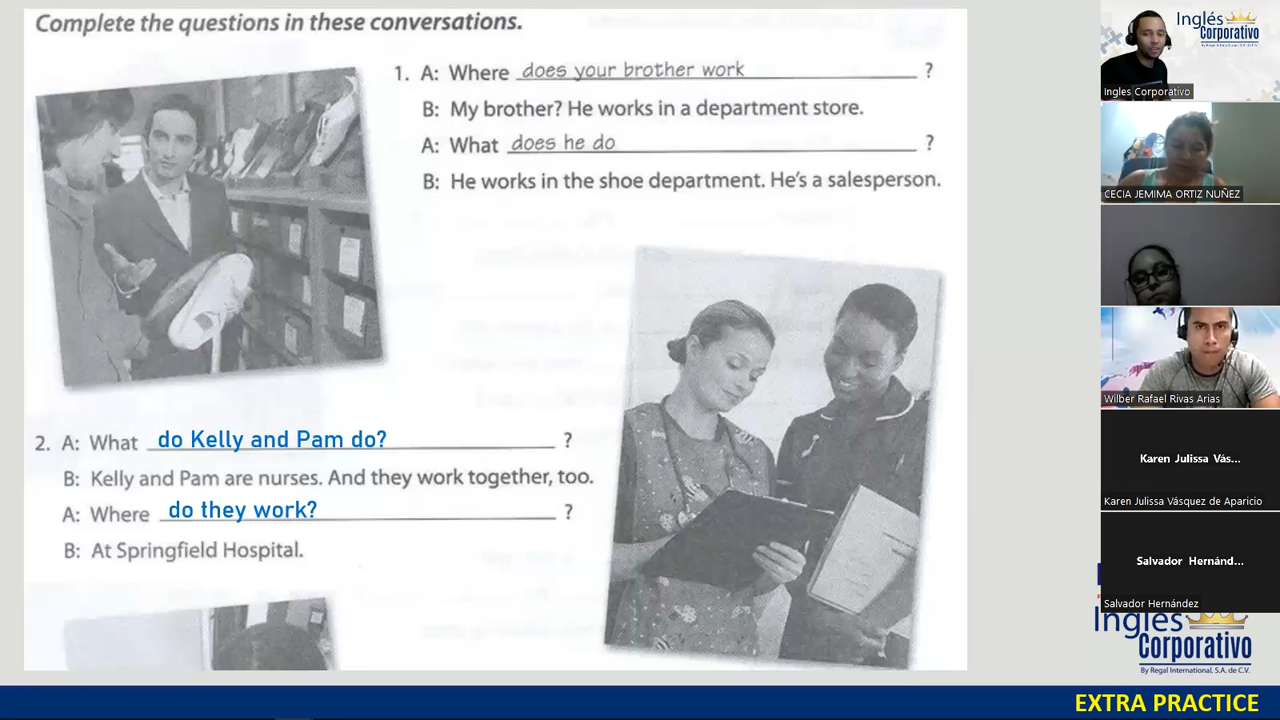 Complete the questions in these conversations.
1. A: Where does your brother work ?
B: My brother? He works in a department store.
A: What does he do ?
B: He works in the shoe department. He's a salesperson.
2. A: What do Kelly and Pam do? ?
B: Kelly and Pam are nurses. And they work together, too.
A: Where do they work? ?
B: At Springfield Hospital.
Inglés
Corporativo
By Regal International, S.A. de C.V.
Ingles Corporativo
CECIA JEMIMA ORTIZ NUÑEZ
Wilber Rafael Rivas Arias
Karen Julissa Vás...
Karen Julissa Vásquez de Aparicio
Salvador Hernánd...
Salvador Hernández
Inglés
Corporativo
By Regal International, S.A. de C.V.
EXTRA PRACTICE